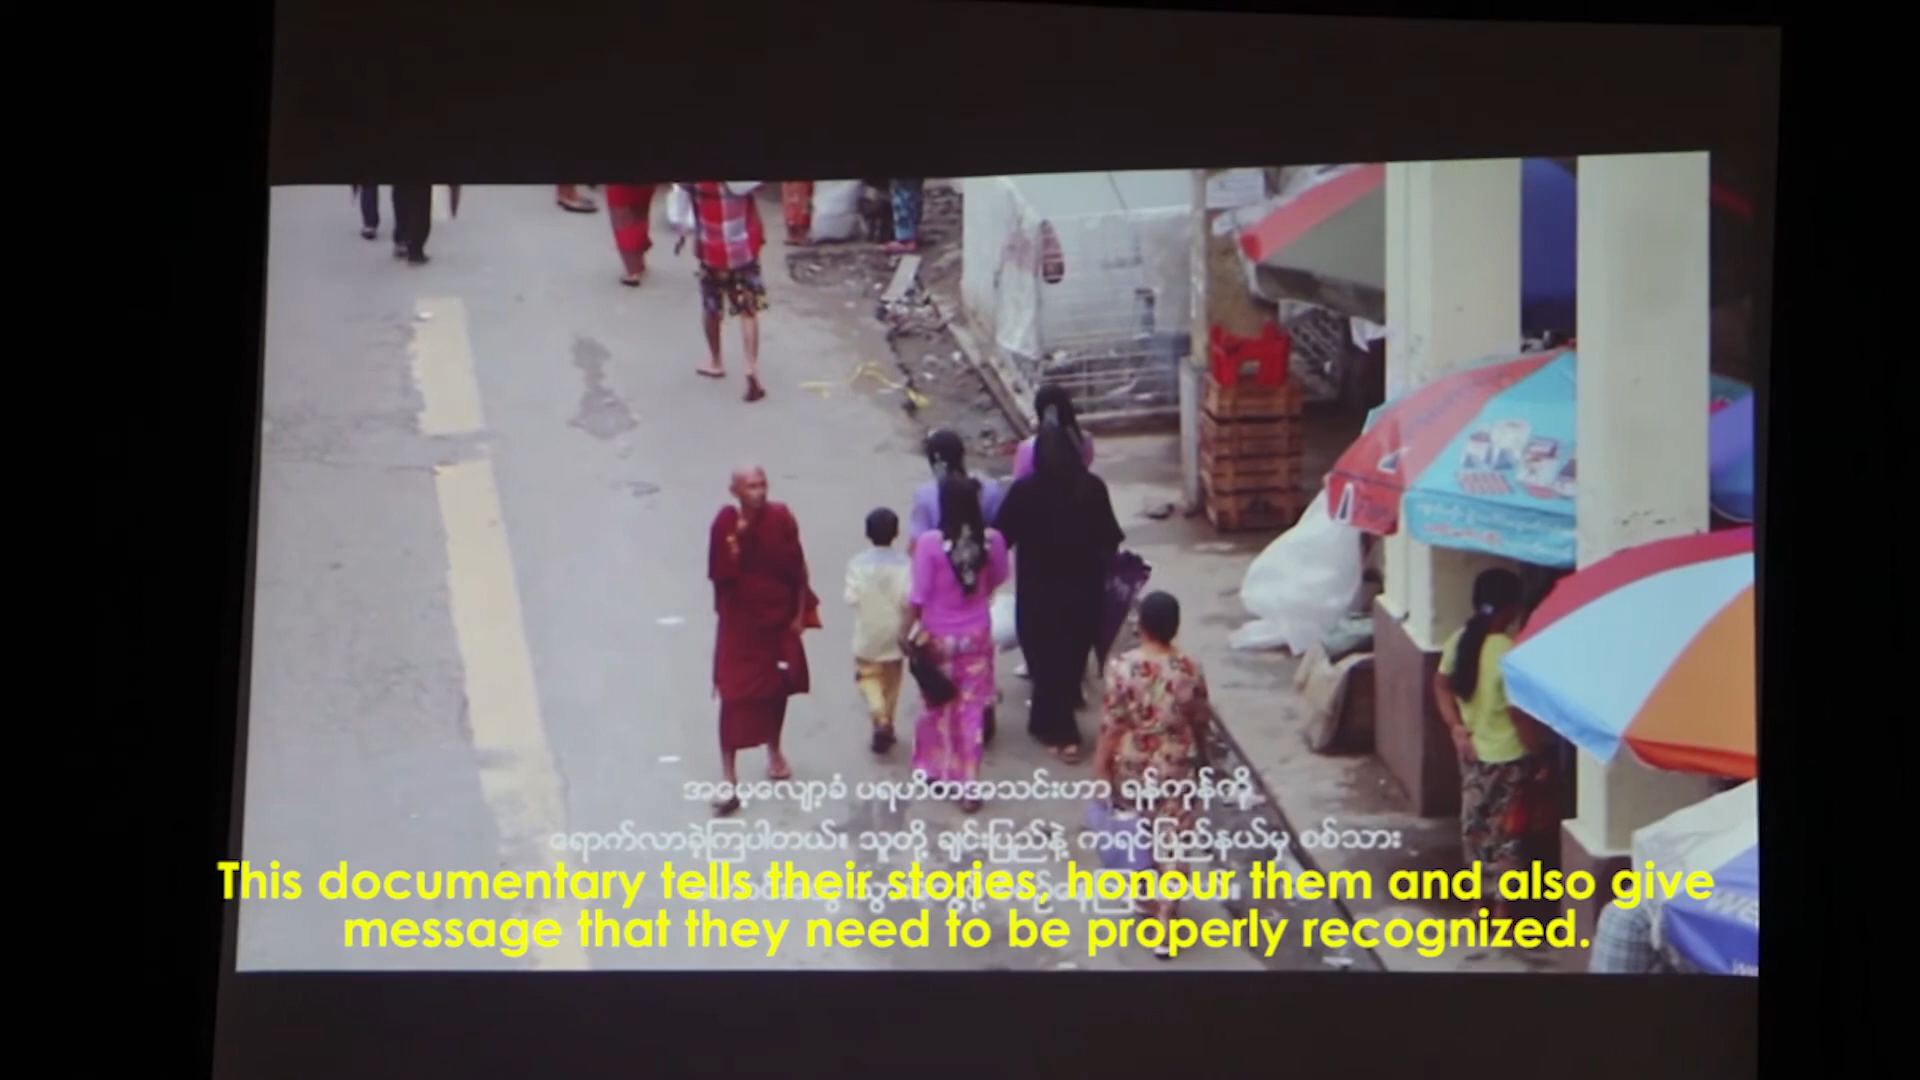 အမေ့လျော့ခံ ပရဟိတအသင်းဟာ ရန်ကုန်ကို
ရောက်လာခဲ့ကြပါတယ်။ သူတို့ ချင်းပြည်နဲ့ ကရင်ပြည်နယ်မှ စစ်သား
This documentary tells their stories, honour them and also give
message that they need to be properly recognized.